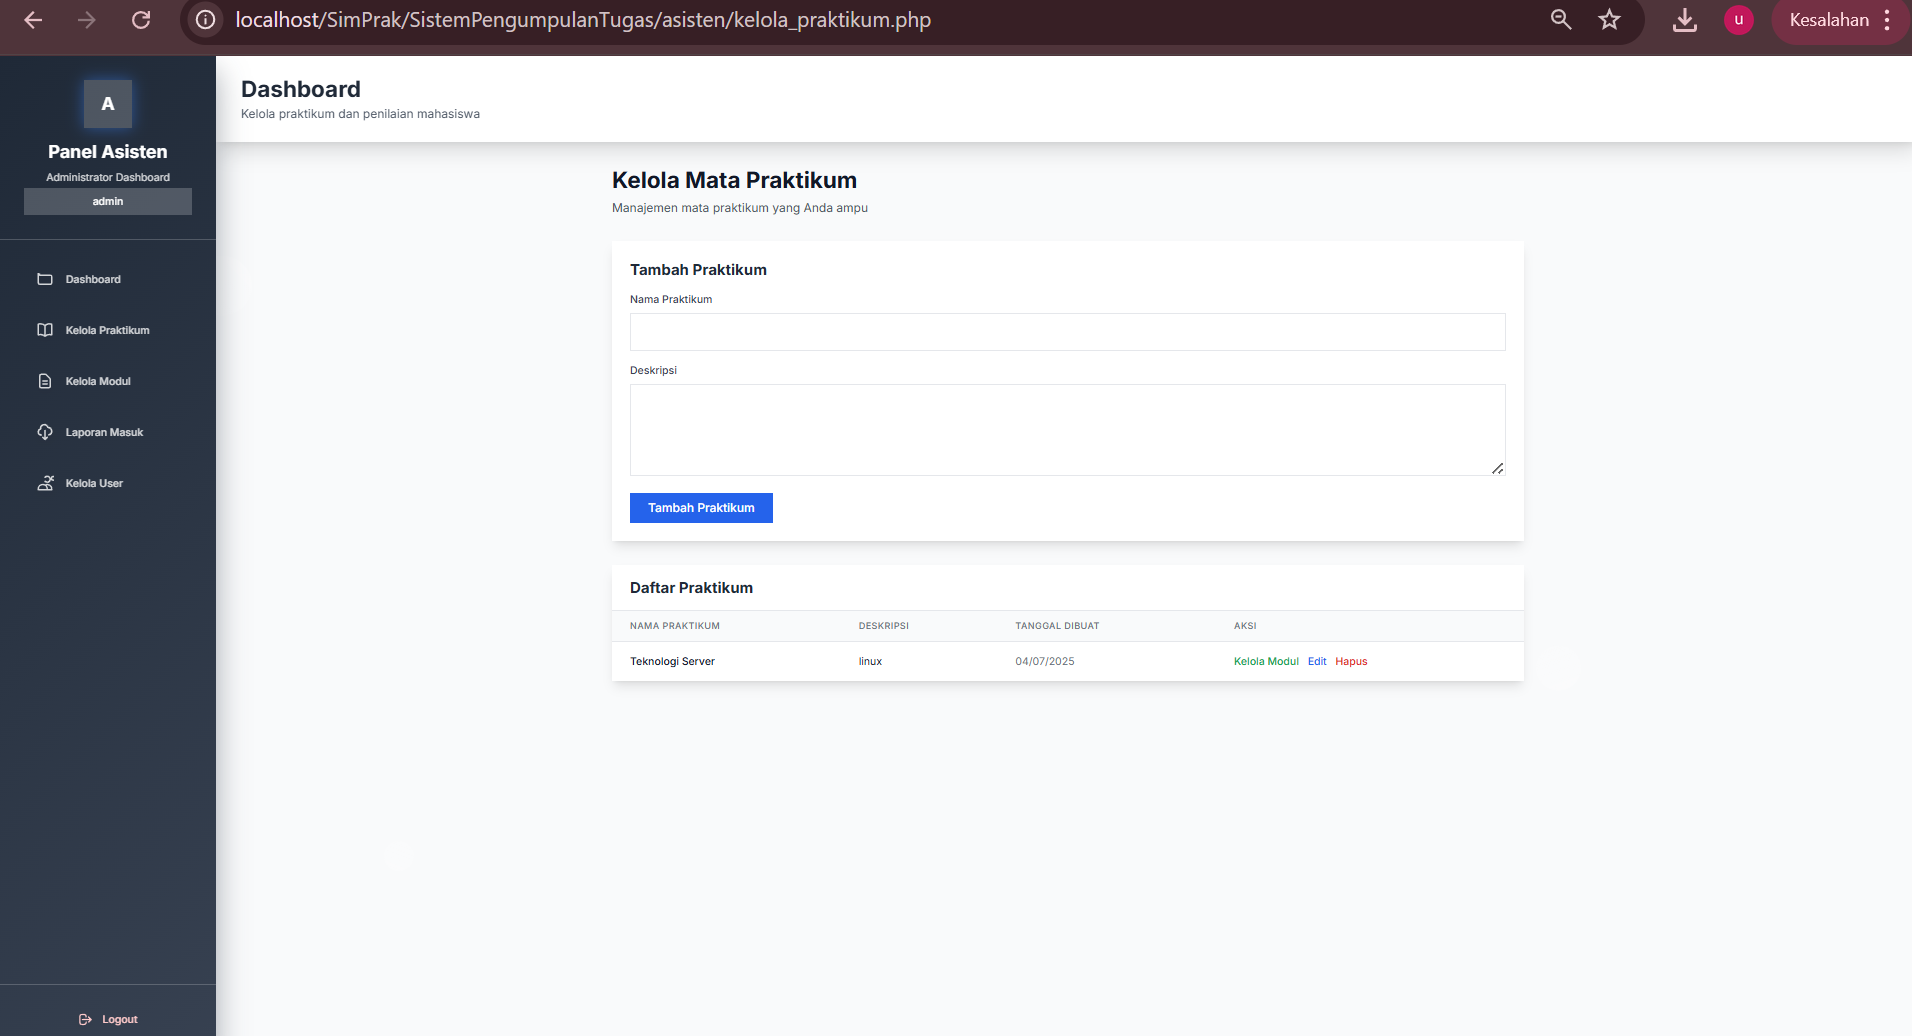 localhost/SimPrak/SistemPengumpulanTugas/asisten/kelola_praktikum.php
u
Kesalahan
A
Panel Asisten
Administrator Dashboard
admin
Dashboard
Kelola Praktikum
Kelola Modul
Laporan Masuk
Kelola User
Logout
Dashboard
Kelola praktikum dan penilaian mahasiswa
Kelola Mata Praktikum
Manajemen mata praktikum yang Anda ampu
Tambah Praktikum
Nama Praktikum
Deskripsi
Tambah Praktikum
Daftar Praktikum
NAMA PRAKTIKUM DESKRIPSI TANGGAL DIBUAT AKSI
Teknologi Server linux 04/07/2025 Kelola Modul Edit Hapus